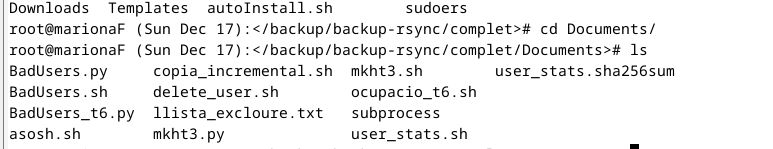 Downloads  Templates  autoInstall.sh       sudoers
root@marionaF (Sun Dec 17):</backup/backup-rsync/complet># cd Documents/
root@marionaF (Sun Dec 17):</backup/backup-rsync/complet/Documents># ls
BadUsers.py     copia_incremental.sh  mkht3.sh        user_stats.sha256sum
BadUsers.sh     delete_user.sh        ocupacio_t6.sh
BadUsers_t6.py  llista_excloure.txt   subprocess
asosh.sh        mkht3.py              user_stats.sh